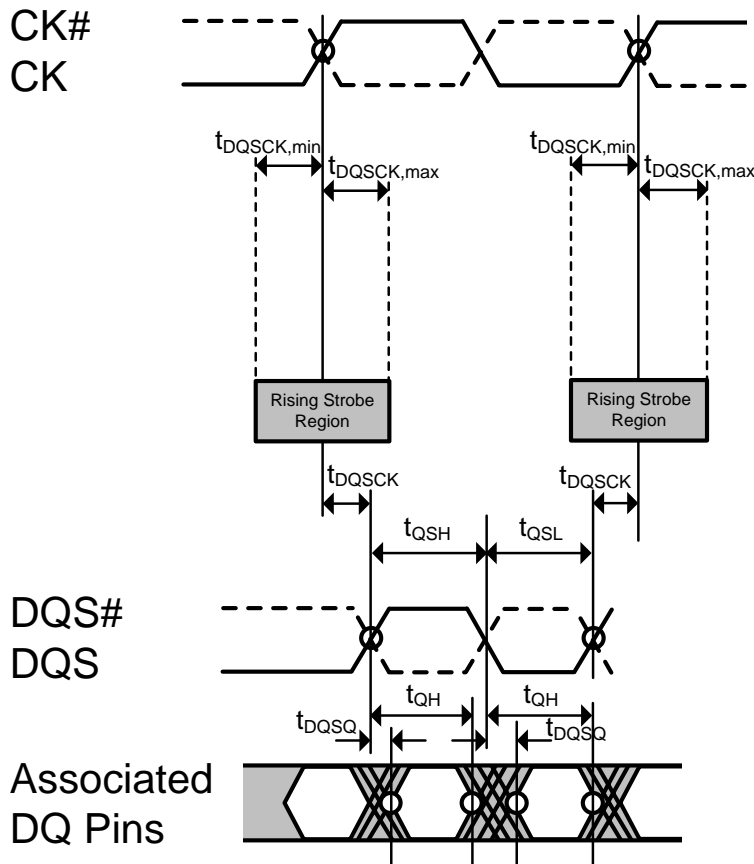 CK#
CK
tDQSCK,min
tDQSCK,max
tDQSCK,min
tDQSCK,max
Rising Strobe
Region
Rising Strobe
Region
tDQSCK
tDQSCK
tQSH
tQSL
DQS#
DQS
tQH
tQH
tDQSQ
tDQSQ
Associated
DQ Pins